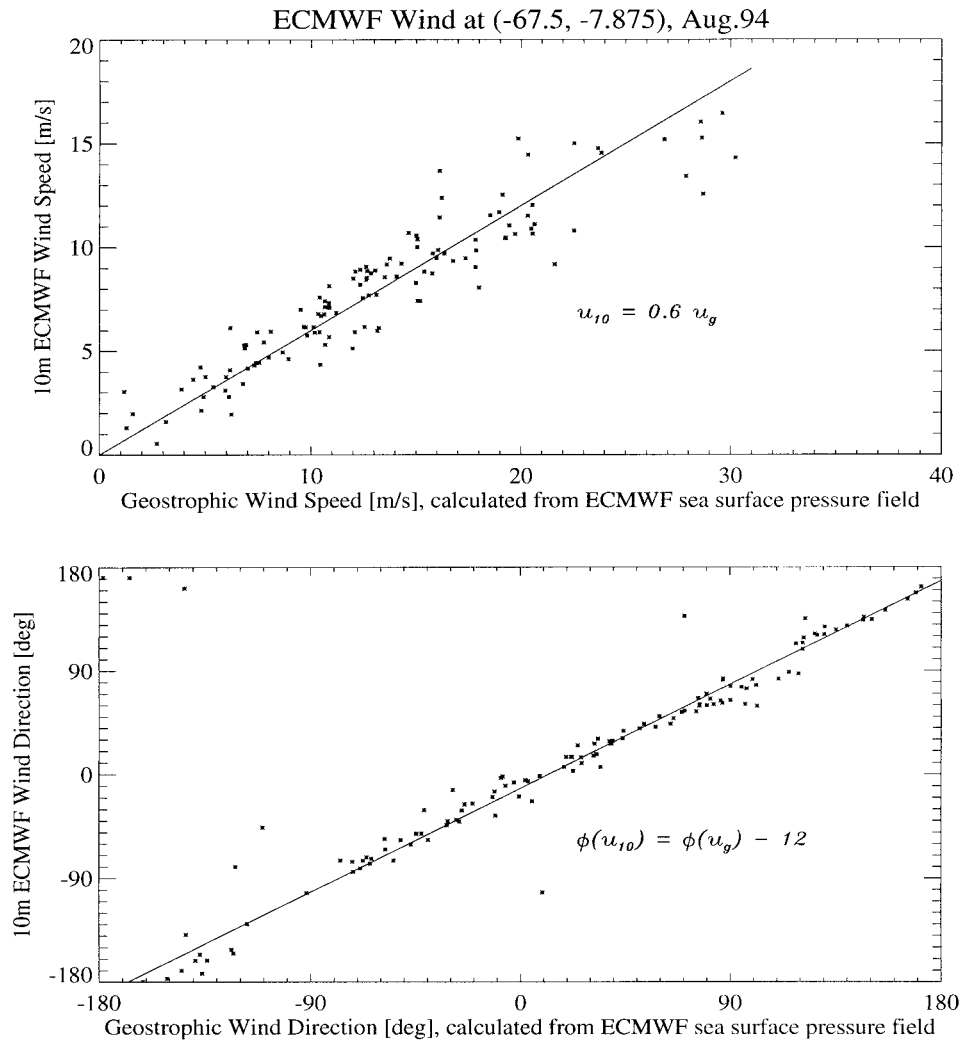 ECMWF Wind at (-67.5, -7.875), Aug.94
20
15
10
5
0
10m ECMWF Wind Speed [m/s]
u10 = 0.6 ug
0 10 20 30 40
Geostrophic Wind Speed [m/s], calculated from ECMWF sea surface pressure field
180
90
0
-90
-180
10m ECMWF Wind Direction [deg]
ϕ(u10) = ϕ(ug) − 12
-180 -90 0 90 180
Geostrophic Wind Direction [deg], calculated from ECMWF sea surface pressure field